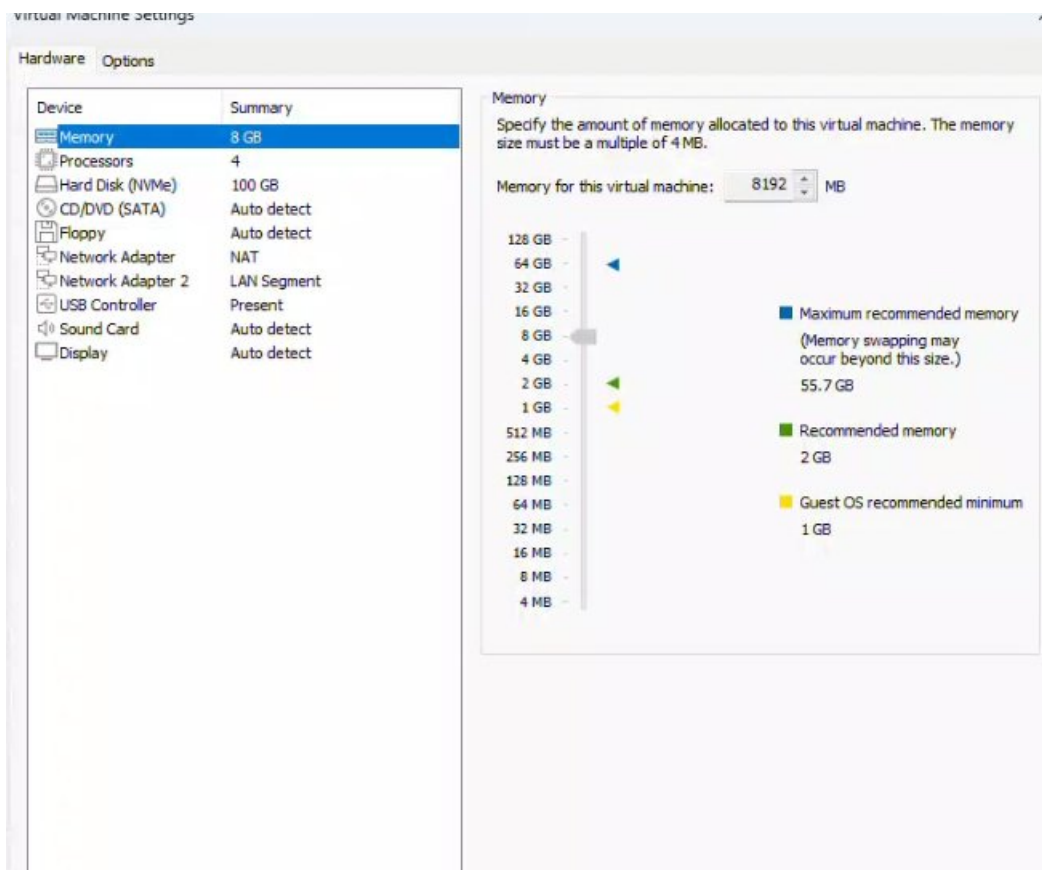 Virtual Machine Settings
Hardware Options
Device Summary
Memory 8 GB
Processors 4
Hard Disk (NVMe) 100 GB
CD/DVD (SATA) Auto detect
Floppy Auto detect
Network Adapter NAT
Network Adapter 2 LAN Segment
USB Controller Present
Sound Card Auto detect
Display Auto detect
Memory
Specify the amount of memory allocated to this virtual machine. The memory
size must be a multiple of 4 MB.
Memory for this virtual machine: 8192 MB
128 GB
64 GB
32 GB
16 GB
8 GB
4 GB
2 GB
1 GB
512 MB
256 MB
128 MB
64 MB
32 MB
16 MB
8 MB
4 MB
Maximum recommended memory
(Memory swapping may
occur beyond this size.)
55.7 GB
Recommended memory
2 GB
Guest OS recommended minimum
1 GB